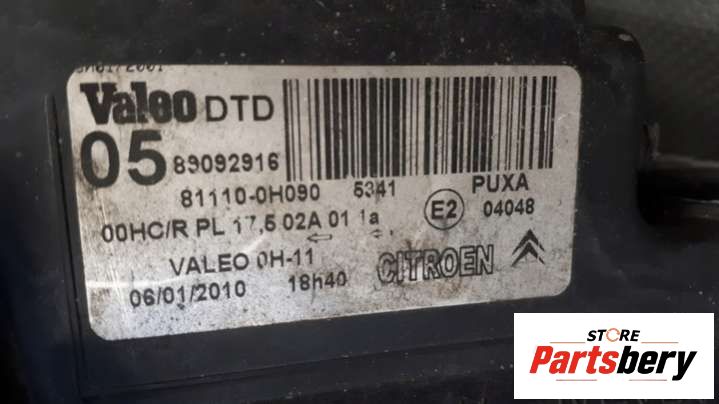 Valeo DTD
05 89092916
81110-0H090 5341 PUXA
E2 04048
00HC/R PL 17,5 02A 01 1a
VALEO 0H-11 CITROEN
06/01/2010 18h40
STORE
Partsbery